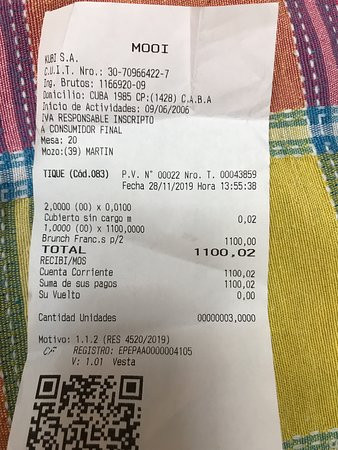 MOOI
KUBI S.A.
C.U.I.T. Nro.: 30-70966422-7
Ing. Brutos: 1166920-09
Domicilio: CUBA 1985 CP:(1428) C.A.B.A
Inicio de Actividades: 09/06/2006
IVA RESPONSABLE INSCRIPTO
A CONSUMIDOR FINAL
Mesa: 20
Mozo:(39) MARTIN
TIQUE (Cód.083) P.V. N° 00022 Nro. T. 00043859
Fecha 28/11/2019 Hora 13:55:38
2,0000 (00) x 0,0100
Cubierto sin cargo m 0,02
1,0000 (00) x 1100,0000
Brunch Franc.s p/2 1100,00
TOTAL 1100,02
RECIBI/MOS
Cuenta Corriente 1100,02
Suma de sus pagos 1100,02
Su Vuelto 0,00
Cantidad Unidades 00000003,0000
Motivo: 1.1.2 (RES 4520/2019)
CF REGISTRO: EPEPAA0000004105
V: 1.01 Vesta